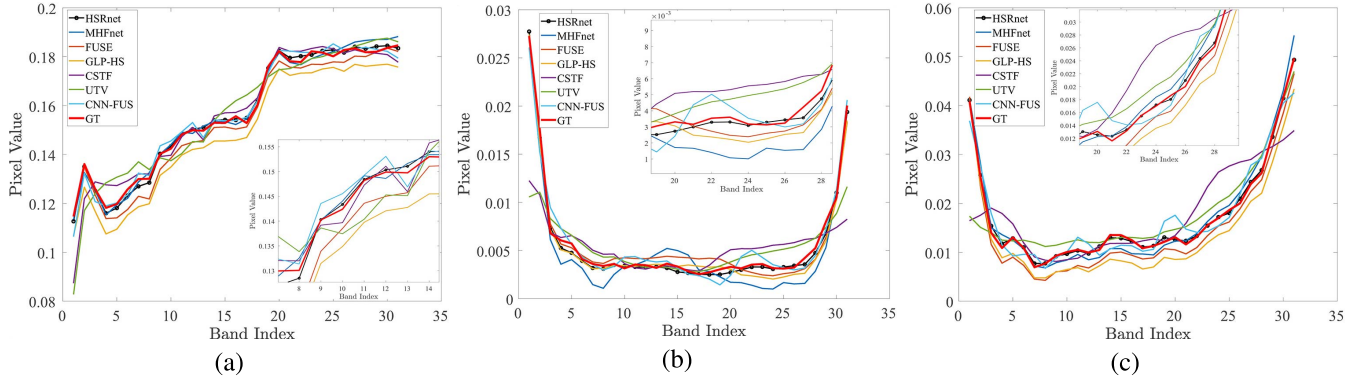 HSRnet
MHFnet
FUSE
GLP-HS
CSTF
UTV
CNN-FUS
GT
0.2
0.18
0.16
0.14
0.12
0.1
0.08
Pixel Value
0 5 10 15 20 25 30 35
Band Index
0.155
0.15
0.145
0.14
0.135
0.13
Pixel Value
8 9 10 11 12 13 14
Band Index
(a)
HSRnet
MHFnet
FUSE
GLP-HS
CSTF
UTV
CNN-FUS
GT
0.03
0.025
0.02
0.015
0.01
0.005
0
Pixel Value
0 5 10 15 20 25 30 35
Band Index
×10⁻³
9
8
7
6
5
4
3
2
1
Pixel Value
20 22 24 26 28
Band Index
(b)
HSRnet
MHFnet
FUSE
GLP-HS
CSTF
UTV
CNN-FUS
GT
0.06
0.05
0.04
0.03
0.02
0.01
0
Pixel Value
0 5 10 15 20 25 30 35
Band Index
0.03
0.028
0.026
0.024
0.022
0.02
0.018
0.016
0.014
0.012
Pixel Value
20 22 24 26 28
Band Index
(c)